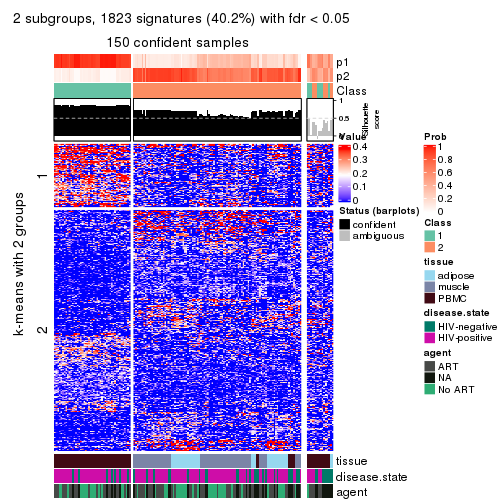 2 subgroups, 1823 signatures (40.2%) with fdr < 0.05
150 confident samples
p1
p2
Class
1
0.5
0
Silhouette
score
k-means with 2 groups
1
2
tissue
disease.state
agent
Value
0.4
0.3
0.2
0.1
0
Status (barplots)
confident
ambiguous
Prob
1
0.8
0.6
0.4
0.2
0
Class
1
2
tissue
adipose
muscle
PBMC
disease.state
HIV-negative
HIV-positive
agent
ART
NA
No ART